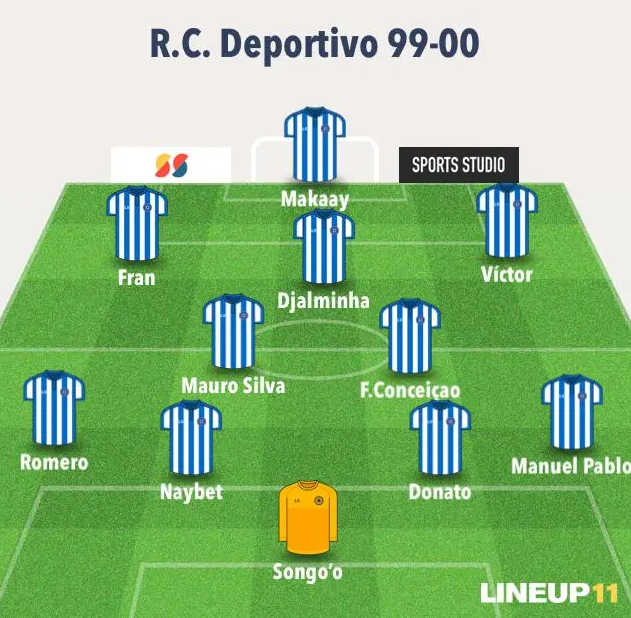 R.C. Deportivo 99-00
SPORTS STUDIO
Makaay
Fran
Víctor
Djalminha
Mauro Silva
F.Conceiçao
Romero
Manuel Pablo
Naybet
Donato
Songo'o
LINEUP11